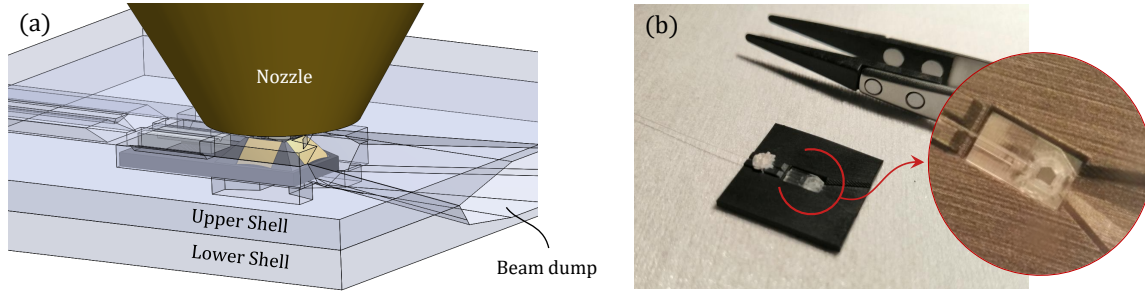 (a)
Nozzle
Upper Shell
Lower Shell
Beam dump
(b)